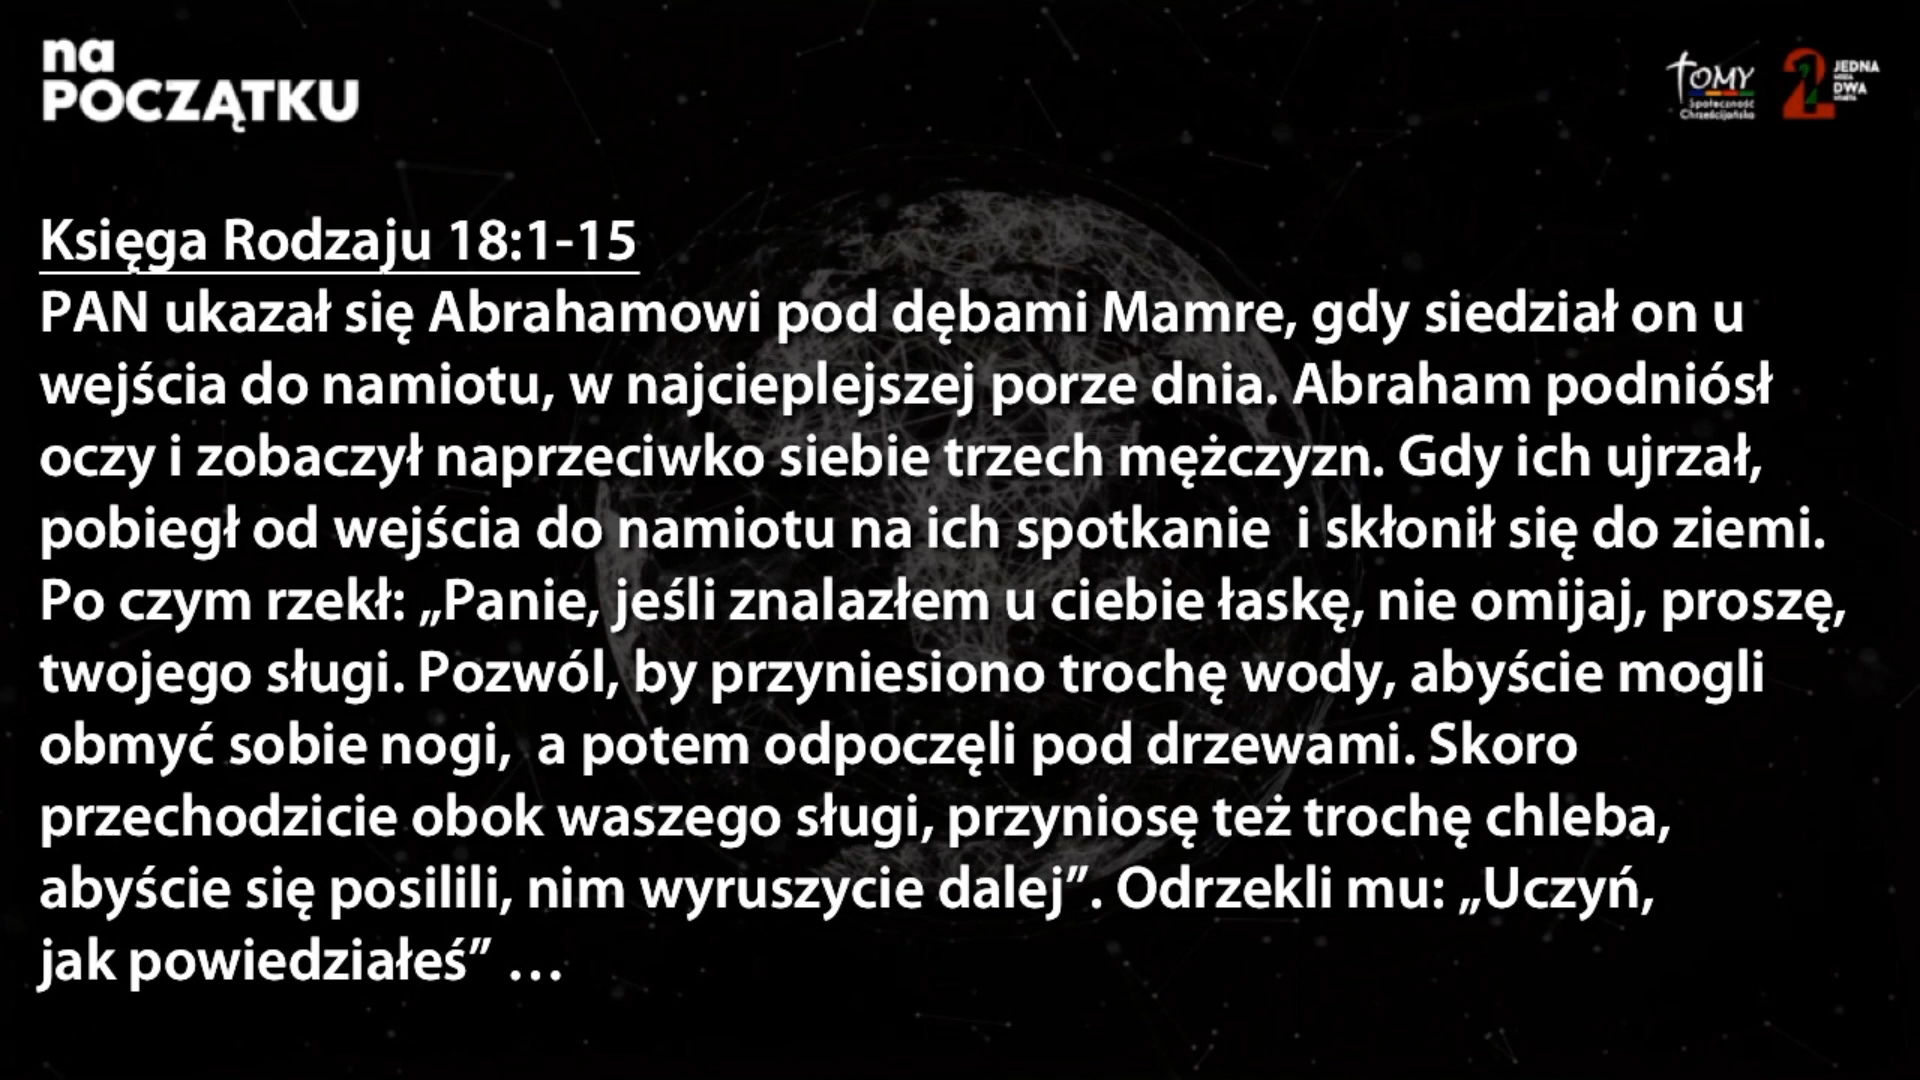 na
POCZĄTKU
TOMY
Społeczność
Chrześcijańska
2
JEDNA
DWA
Księga Rodzaju 18:1-15
PAN ukazał się Abrahamowi pod dębami Mamre, gdy siedział on u
wejścia do namiotu, w najcieplejszej porze dnia. Abraham podniósł
oczy i zobaczył naprzeciwko siebie trzech mężczyzn. Gdy ich ujrzał,
pobiegł od wejścia do namiotu na ich spotkanie  i skłonił się do ziemi.
Po czym rzekł: „Panie, jeśli znalazłem u ciebie łaskę, nie omijaj, proszę,
twojego sługi. Pozwól, by przyniesiono trochę wody, abyście mogli
obmyć sobie nogi,  a potem odpoczęli pod drzewami. Skoro
przechodzicie obok waszego sługi, przyniosę też trochę chleba,
abyście się posilili, nim wyruszycie dalej”. Odrzekli mu: „Uczyń,
jak powiedziałeś” …